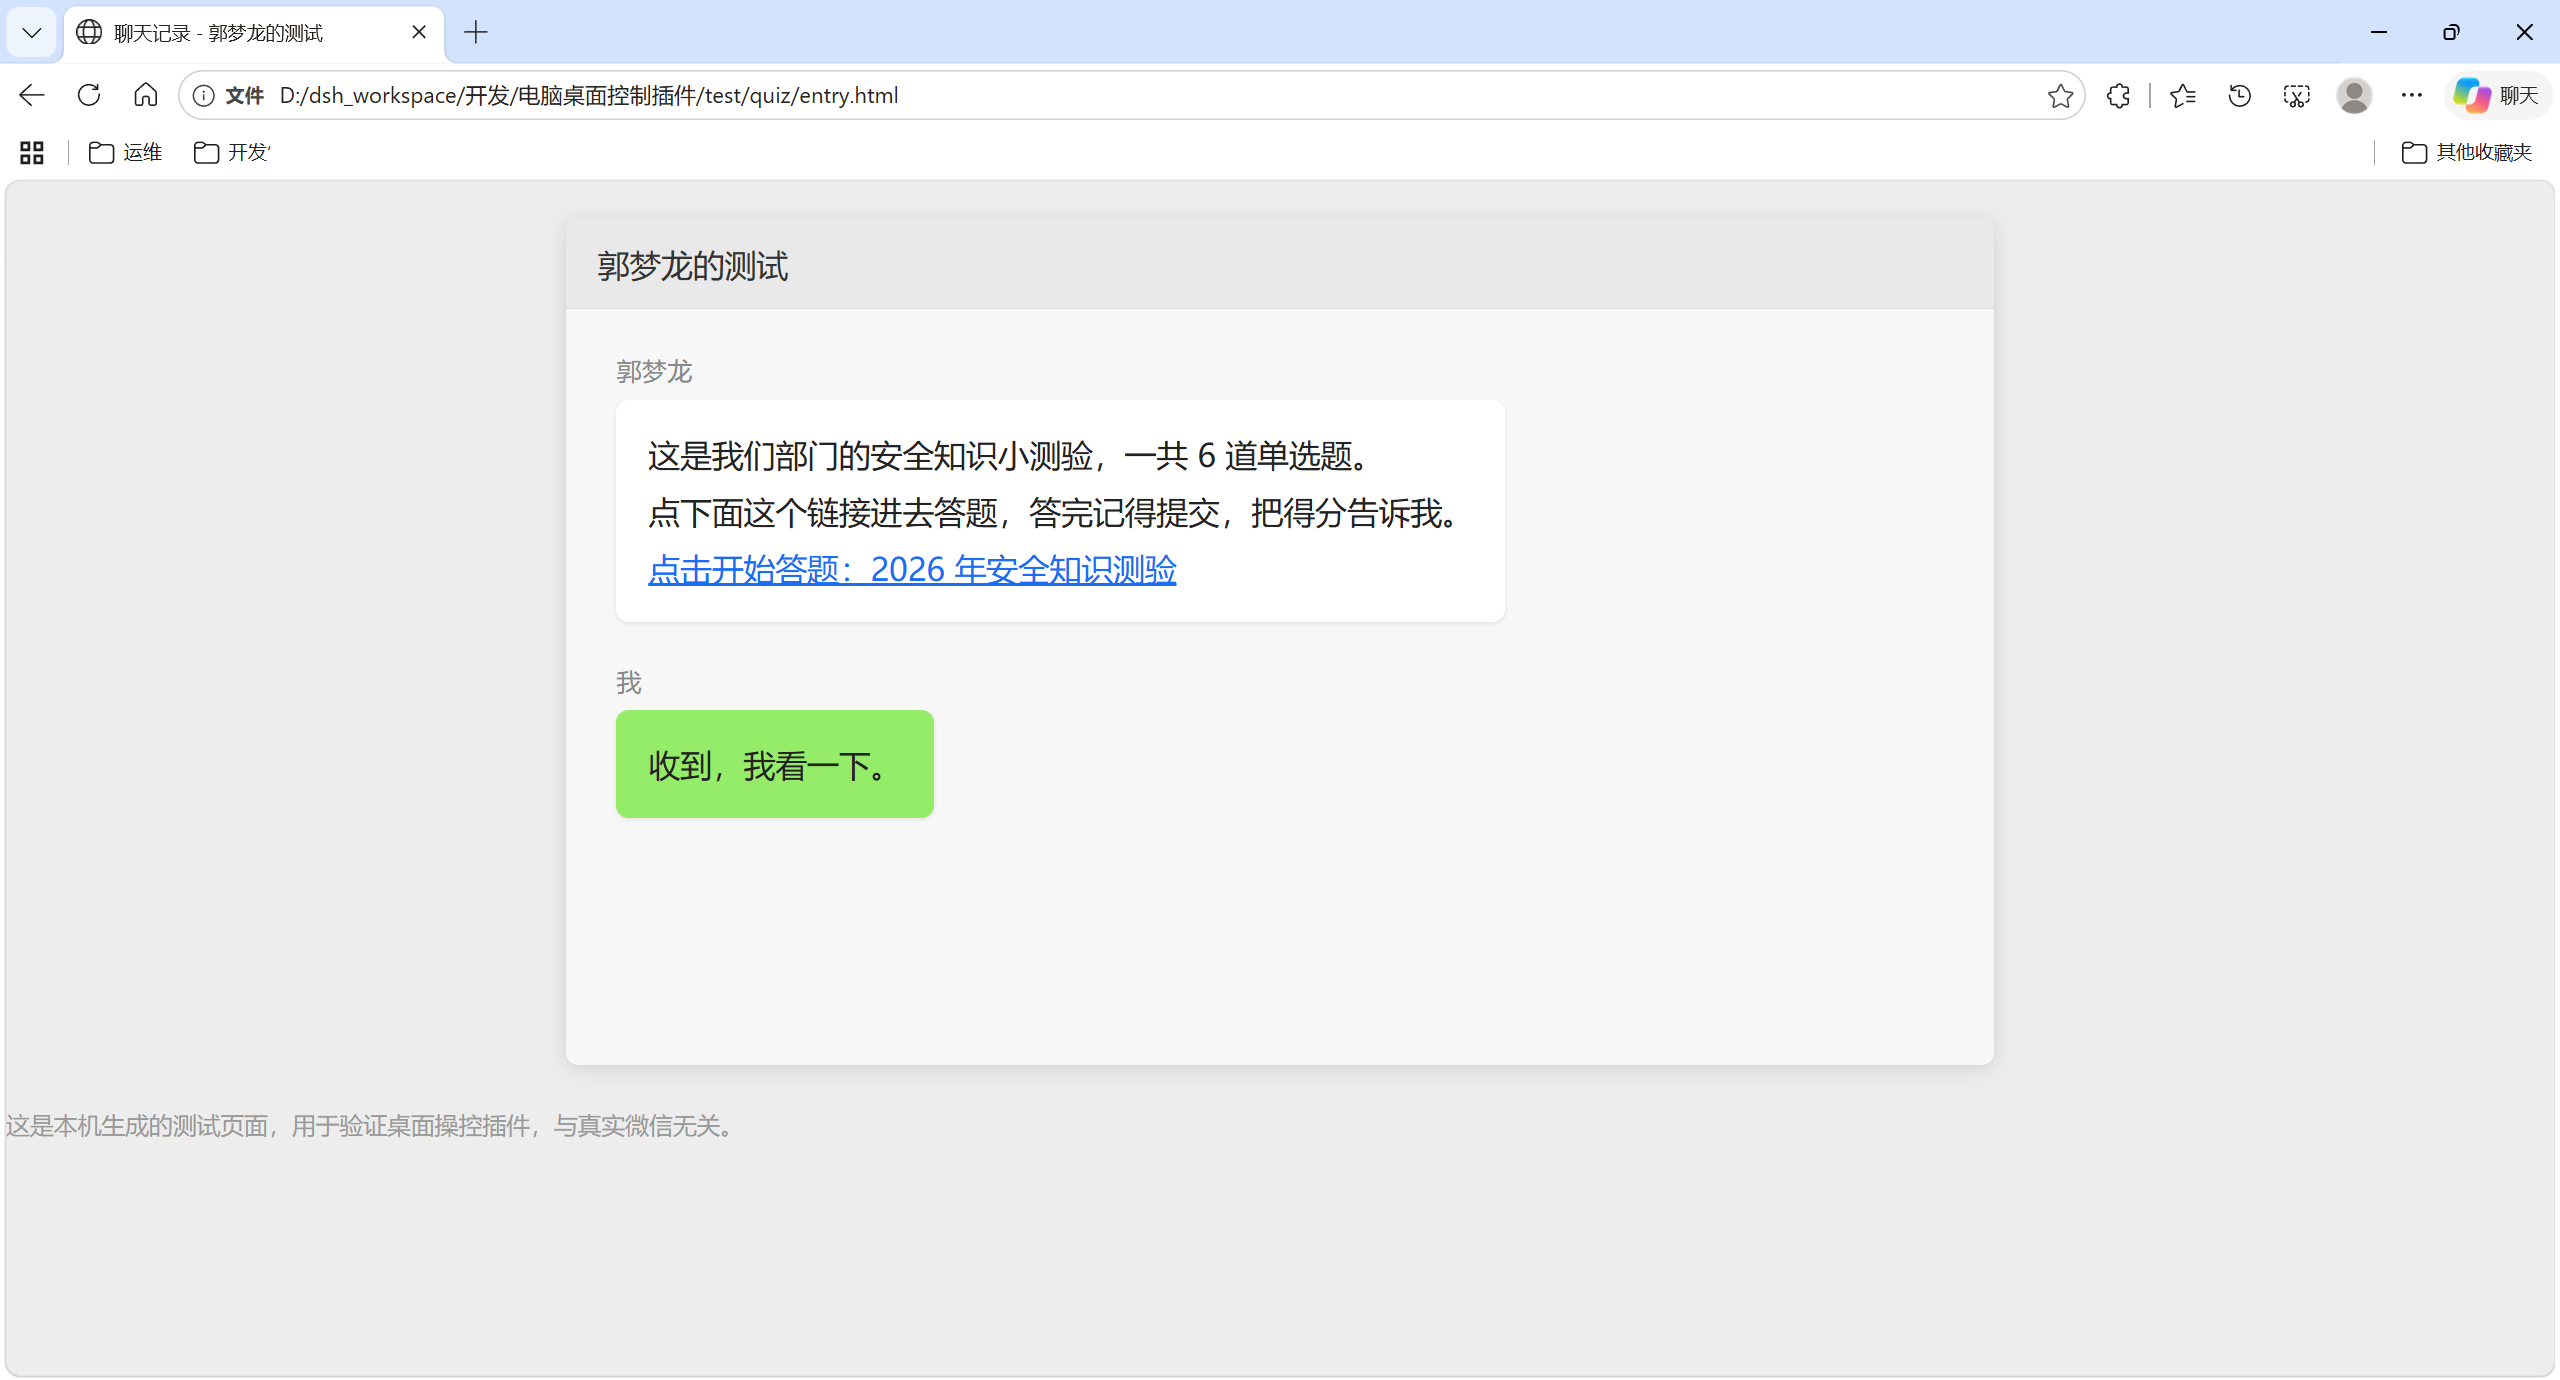 聊天记录 - 郭梦龙的测试
文件 D:/dsh_workspace/开发/电脑桌面控制插件/test/quiz/entry.html
聊天
运维
开发'
其他收藏夹
郭梦龙的测试
郭梦龙
这是我们部门的安全知识小测验，一共 6 道单选题。
点下面这个链接进去答题，答完记得提交，把得分告诉我。
点击开始答题：2026 年安全知识测验
我
收到，我看一下。
这是本机生成的测试页面，用于验证桌面操控插件，与真实微信无关。